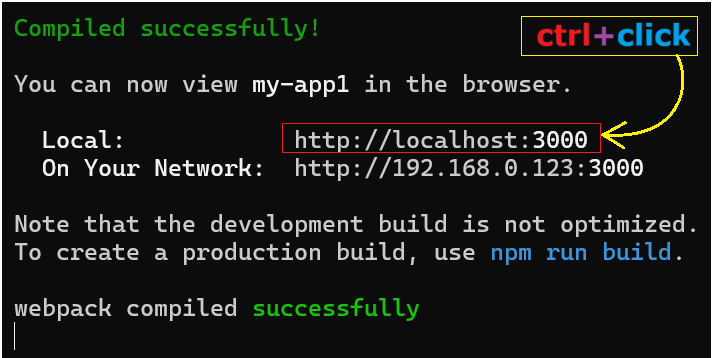 Compiled successfully!
ctrl+click
You can now view my-app1 in the browser.
Local: http://localhost:3000
On Your Network: http://192.168.0.123:3000
Note that the development build is not optimized.
To create a production build, use npm run build.
webpack compiled successfully